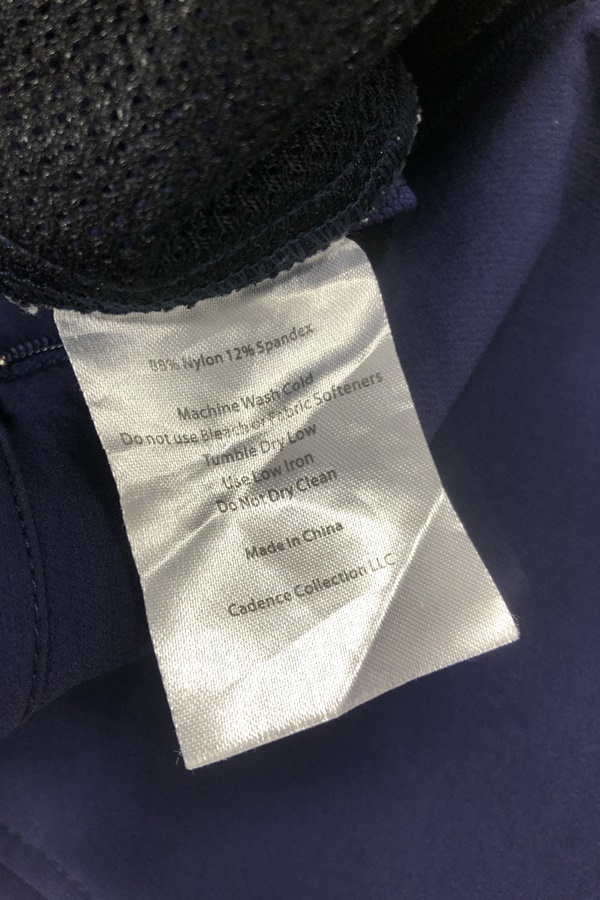 88% Nylon 12% Spandex
Machine Wash Cold
Do not use Bleach or Fabric Softeners
Tumble Dry Low
Use Low Iron
Do Not Dry Clean
Made in China
Cadence Collection LLC